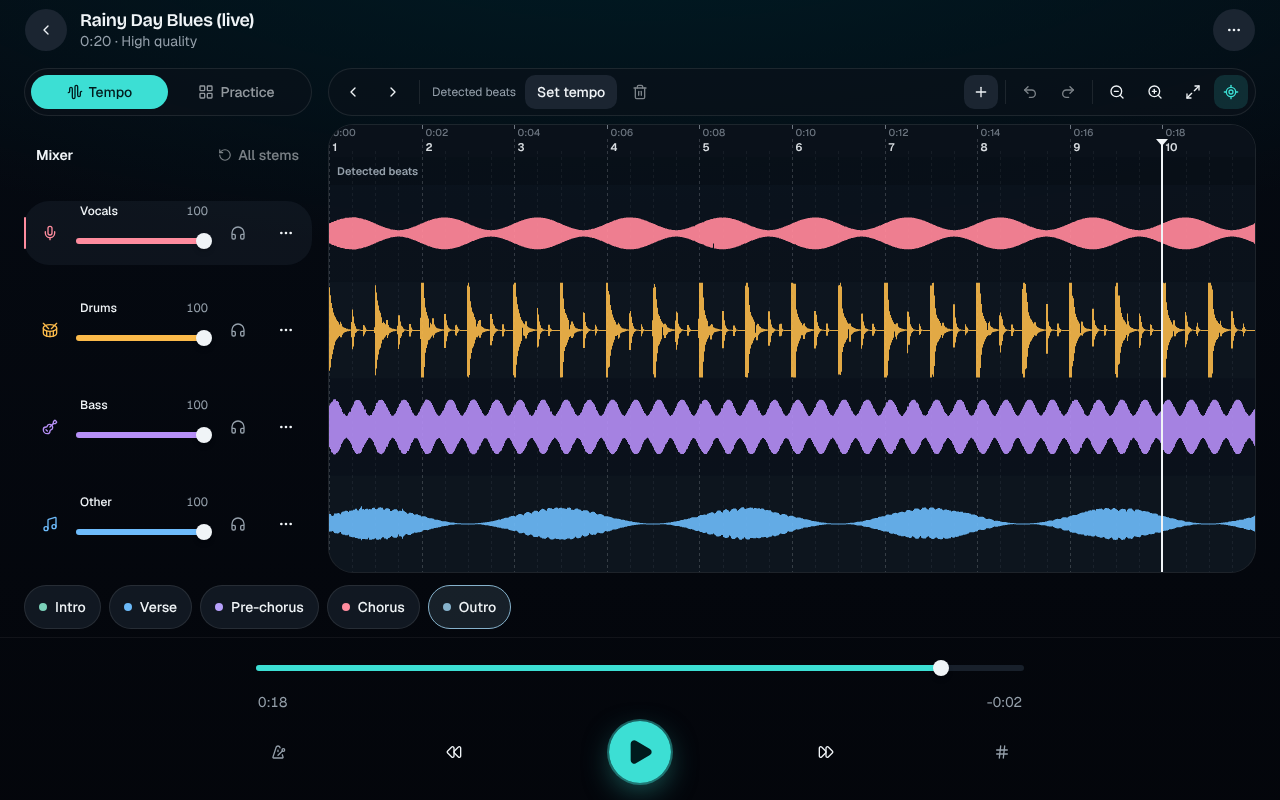 Rainy Day Blues (live)
0:20 · High quality
Tempo
Practice
Detected beats
Set tempo
Mixer
All stems
0:00 0:02 0:04 0:06 0:08 0:10 0:12 0:14 0:16 0:18
1 2 3 4 5 6 7 8 9 10
Detected beats
Vocals 100
Drums 100
Bass 100
Other 100
Intro
Verse
Pre-chorus
Chorus
Outro
0:18
-0:02